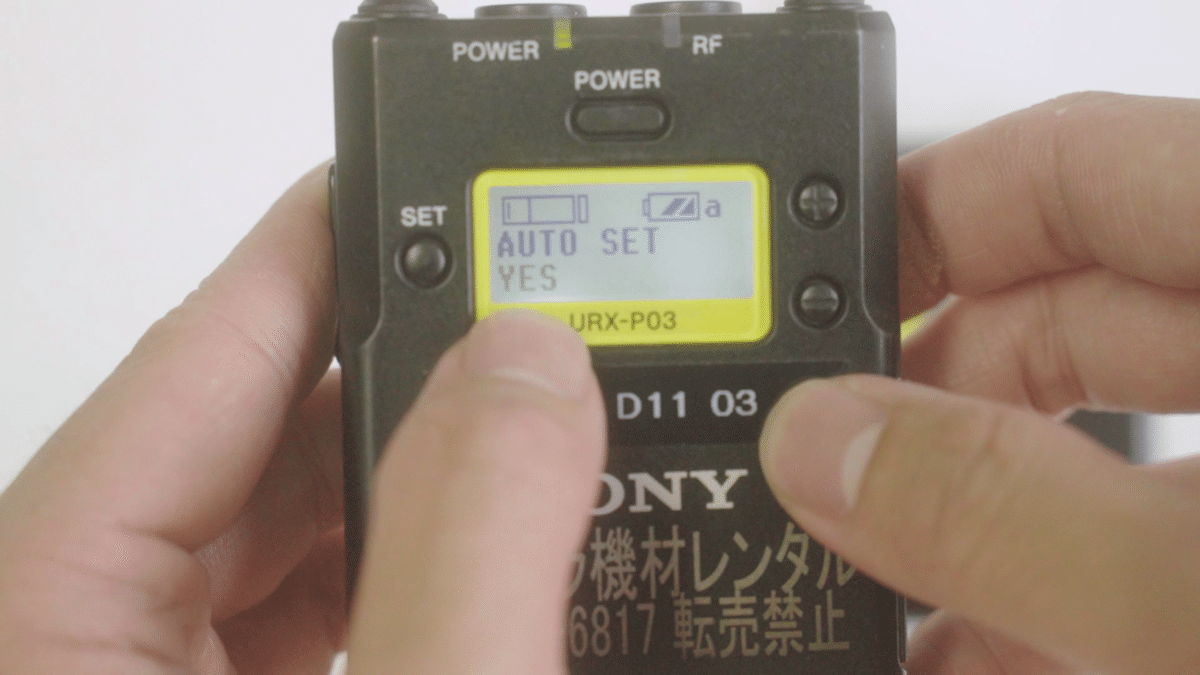 POWER RF
POWER
SET
a
AUTO SET
YES
URX-P03
D11 03
ONY
機材レンタル
6817 転売禁止